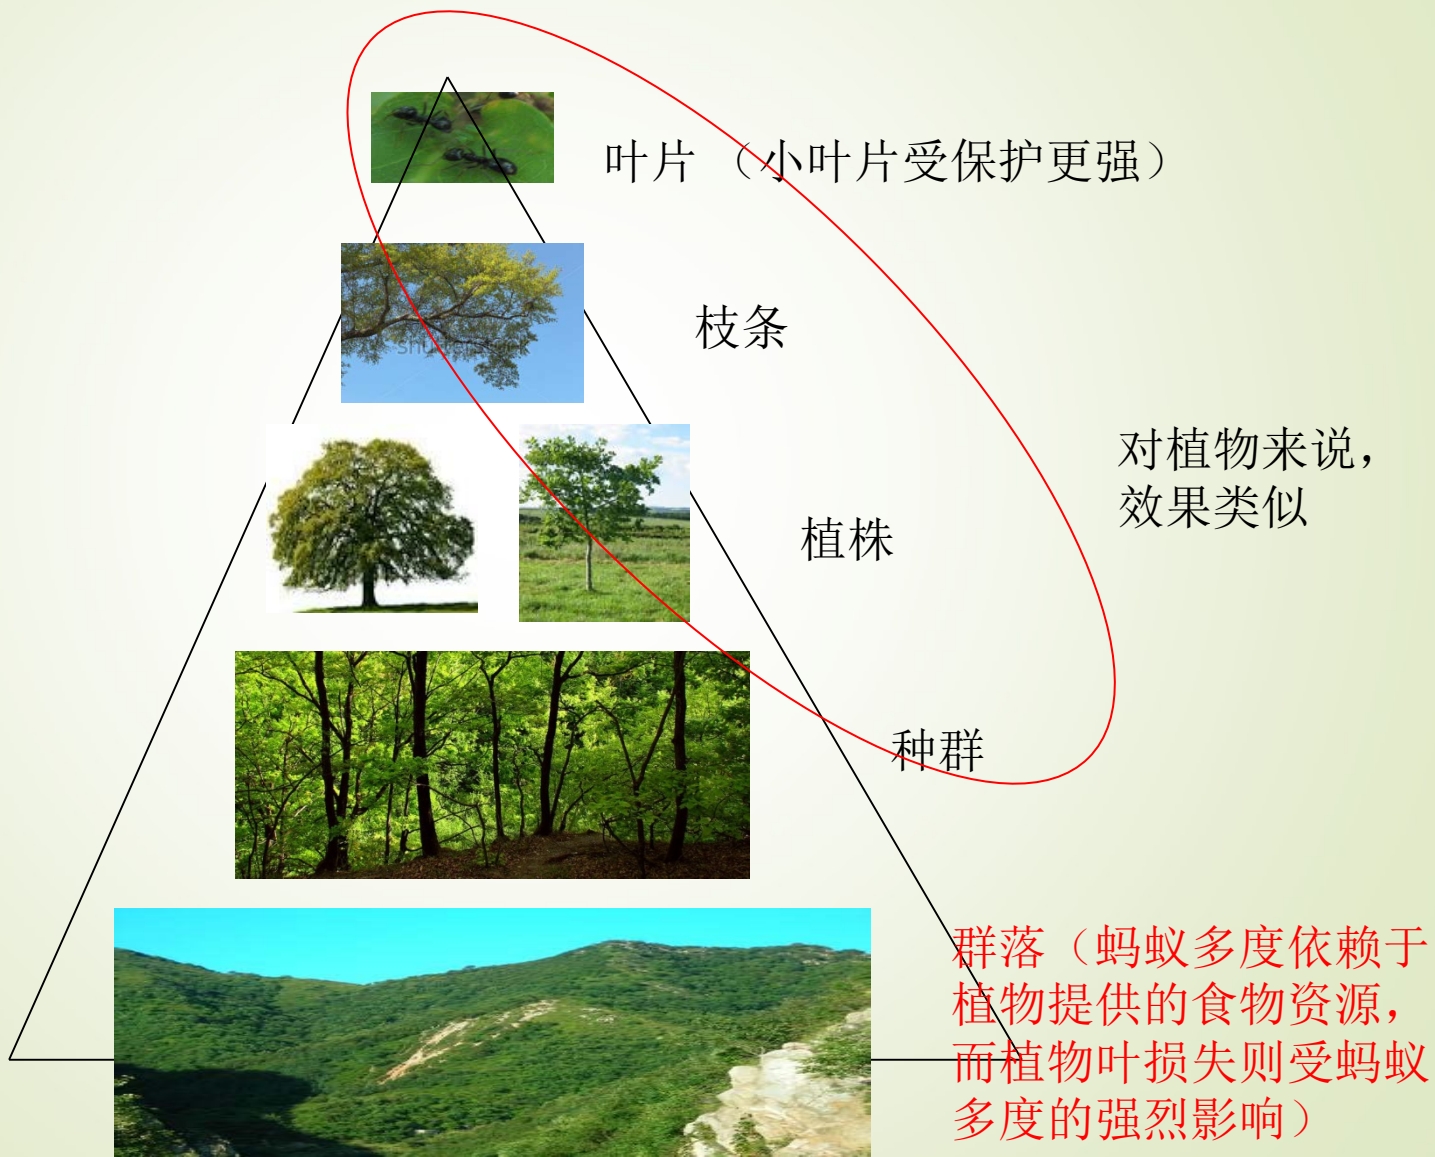 叶片 （小叶片受保护更强）
枝条
对植物来说，
效果类似
植株
种群
群落（蚂蚁多度依赖于
植物提供的食物资源，
而植物叶损失则受蚂蚁
多度的强烈影响）